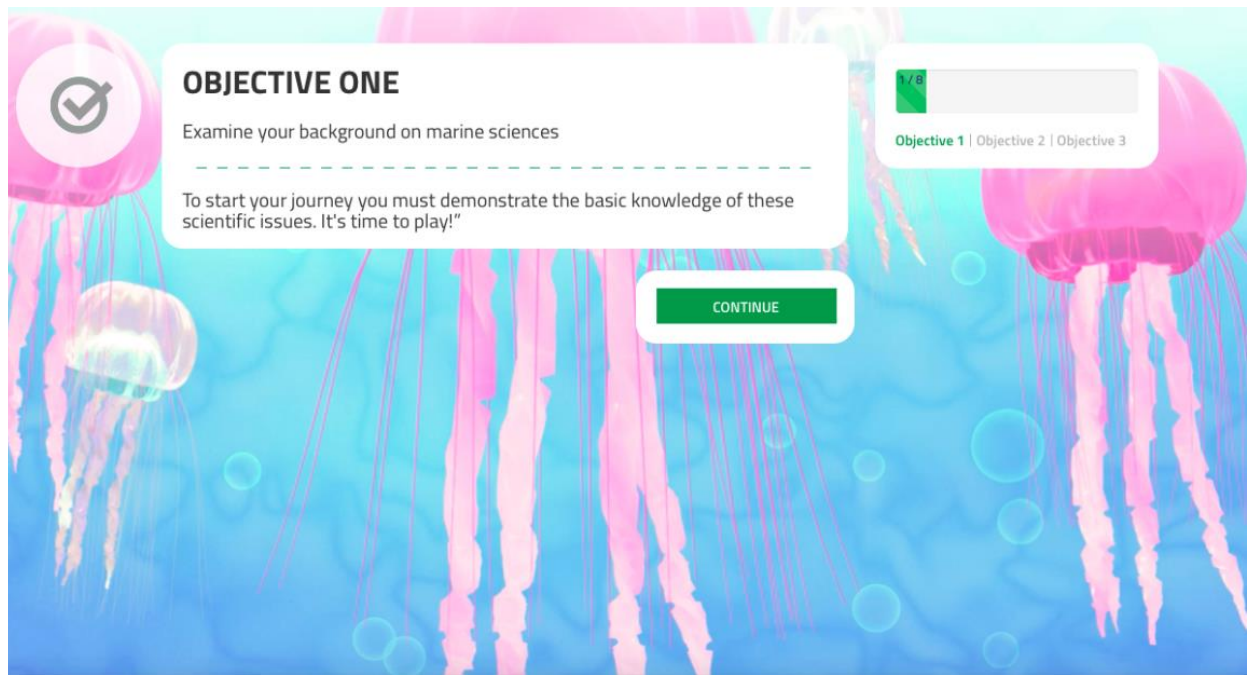 OBJECTIVE ONE
Examine your background on marine sciences
To start your journey you must demonstrate the basic knowledge of these
scientific issues. It's time to play!”
CONTINUE
1 / 8
Objective 1 | Objective 2 | Objective 3